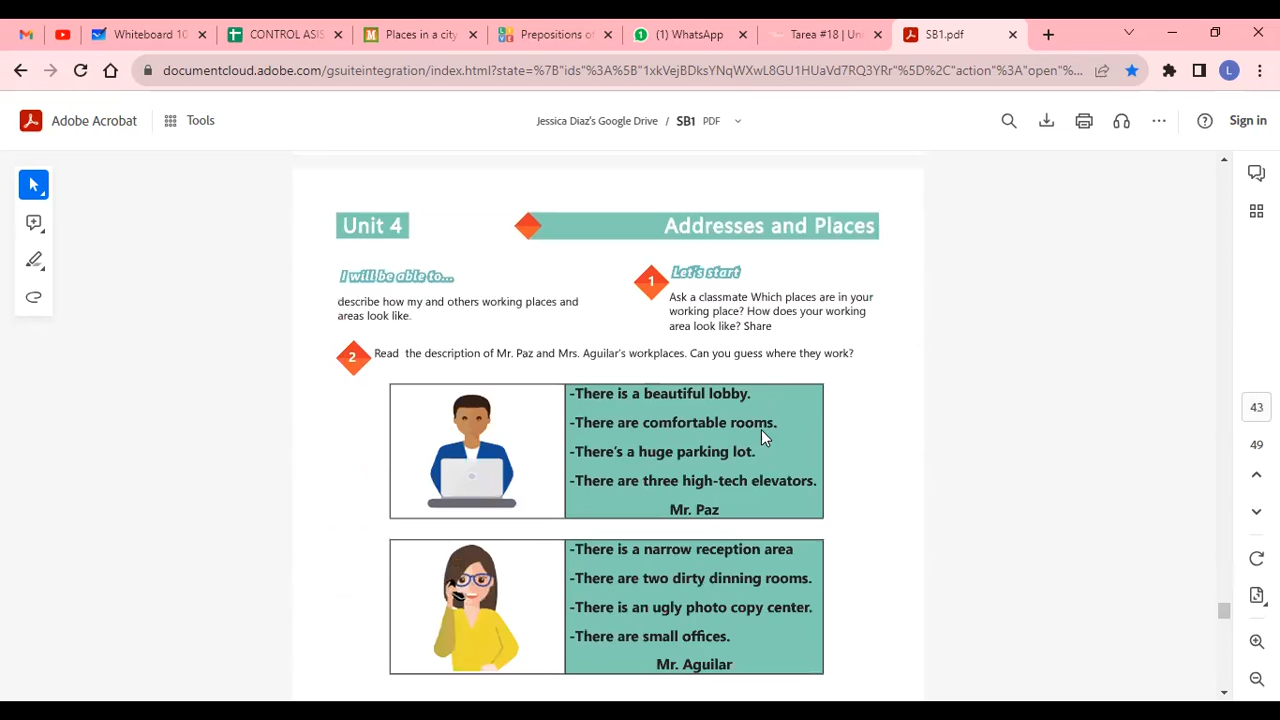 Whiteboard 10
CONTROL ASIS
Places in a city
Prepositions of
(1) WhatsApp
Tarea #18 | Uni
SB1.pdf
documentcloud.adobe.com/gsuiteintegration/index.html?state=%7B"ids"%3A%5B"1xkVejBDksYNqWXwL8GU1HUaVd7RQ3YRr"%5D%2C"action"%3A"open"%...
L
Adobe Acrobat
Tools
Jessica Diaz's Google Drive / SB1 PDF
Sign in
Unit 4
Addresses and Places
I will be able to...
describe how my and others working places and
areas look like.
1
Let's start
Ask a classmate Which places are in your
working place? How does your working
area look like? Share
2
Read the description of Mr. Paz and Mrs. Aguilar's workplaces. Can you guess where they work?
-There is a beautiful lobby.
-There are comfortable rooms.
-There's a huge parking lot.
-There are three high-tech elevators.
Mr. Paz
-There is a narrow reception area
-There are two dirty dinning rooms.
-There is an ugly photo copy center.
-There are small offices.
Mr. Aguilar
43
49